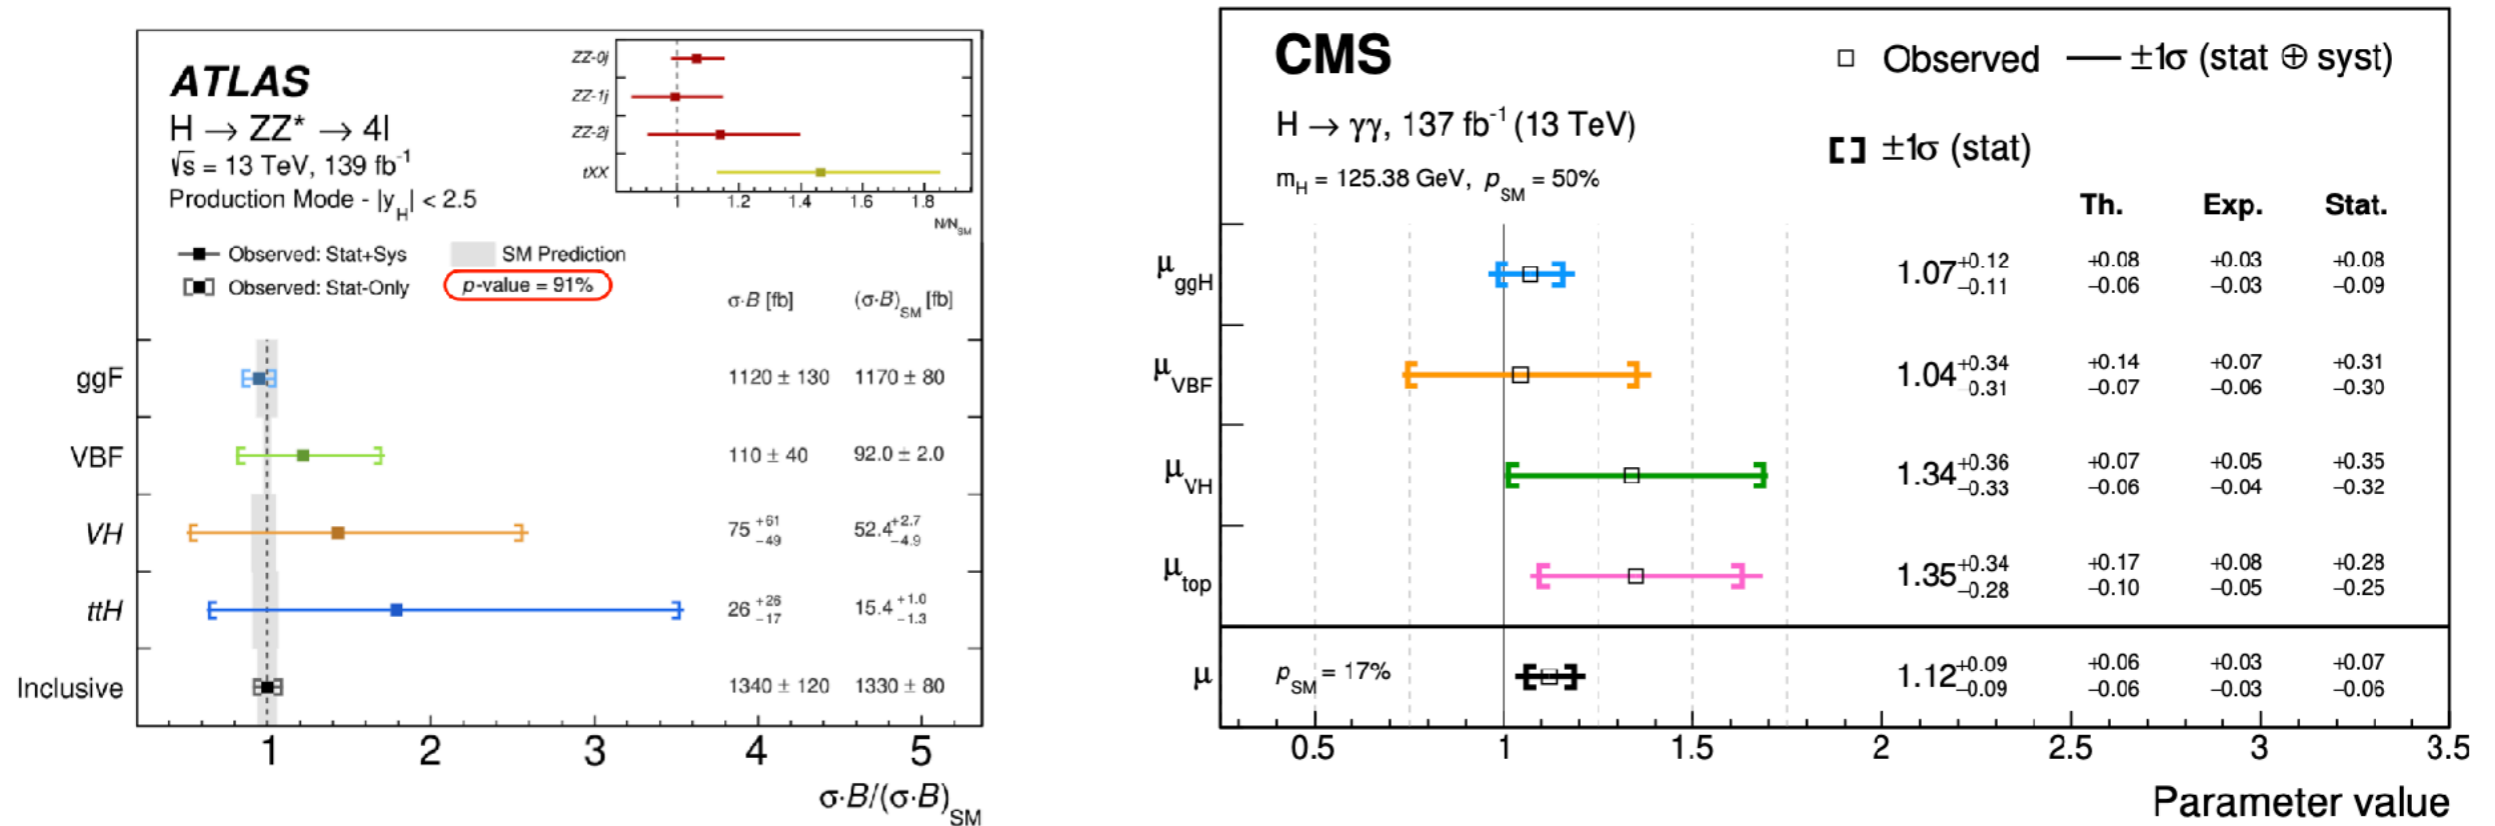 ATLAS
H → ZZ* → 4l
√s = 13 TeV, 139 fb⁻¹
Production Mode - |y_H| < 2.5
ZZ-0j
ZZ-1j
ZZ-2j
tXX
1 1.2 1.4 1.6 1.8
N/N_SM
Observed: Stat+Sys SM Prediction
Observed: Stat-Only p-value = 91%
σ·B [fb] (σ·B)_SM [fb]
ggF 1120 ± 130 1170 ± 80
VBF 110 ± 40 92.0 ± 2.0
VH 75 +61 −49 52.4 +2.7 −4.9
ttH 26 +26 −17 15.4 +1.0 −1.3
Inclusive 1340 ± 120 1330 ± 80
1 2 3 4 5
σ·B/(σ·B)_SM
CMS
Observed ±1σ (stat ⊕ syst)
H → γγ, 137 fb⁻¹ (13 TeV)
±1σ (stat)
m_H = 125.38 GeV, p_SM = 50%
Th. Exp. Stat.
μ_ggH 1.07 +0.12 −0.11 +0.08 −0.06 +0.03 −0.03 +0.08 −0.09
μ_VBF 1.04 +0.34 −0.31 +0.14 −0.07 +0.07 −0.06 +0.31 −0.30
μ_VH 1.34 +0.36 −0.33 +0.07 −0.06 +0.05 −0.04 +0.35 −0.32
μ_top 1.35 +0.34 −0.28 +0.17 −0.10 +0.08 −0.05 +0.28 −0.25
μ p_SM = 17% 1.12 +0.09 −0.09 +0.06 −0.06 +0.03 −0.03 +0.07 −0.06
0.5 1 1.5 2 2.5 3 3.5
Parameter value